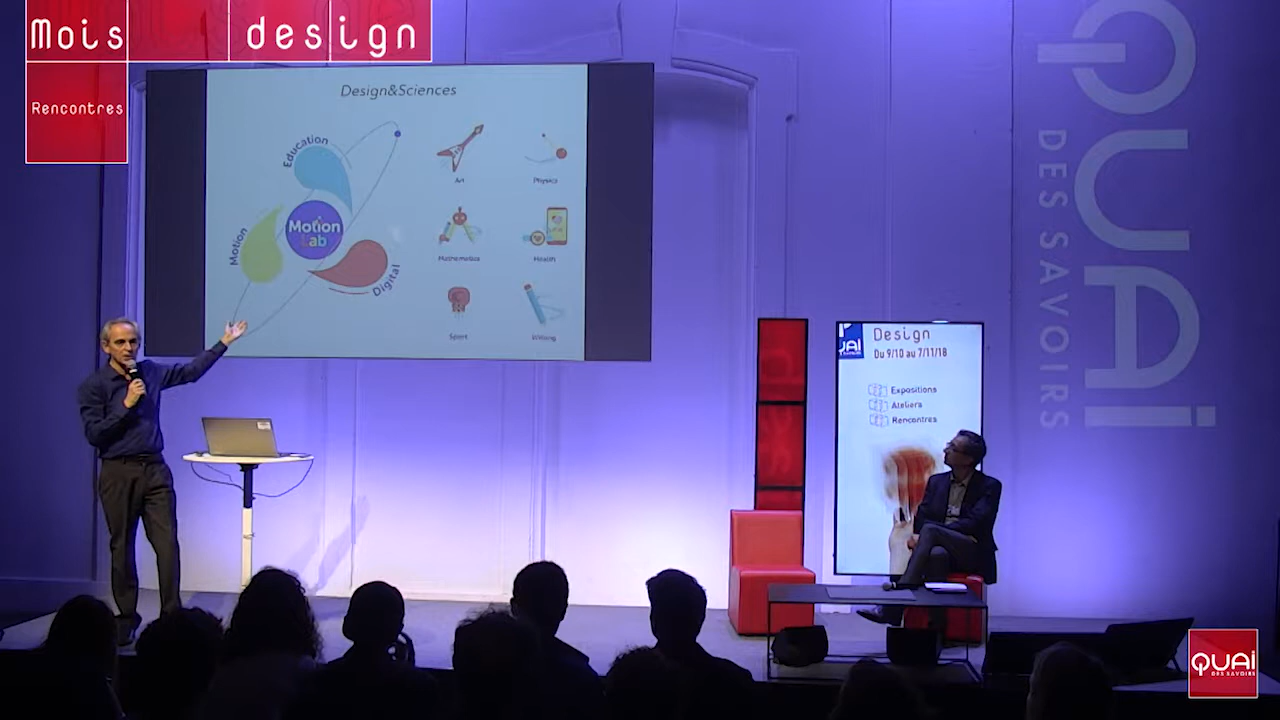 Mois design
Rencontres
Design&Sciences
Education
Motion
Motion
Lab
Digital
Art
Physics
Mathematics
Health
Sport
Writing
QUAI
DES SAVOIRS
Design
Du 9/10 au 7/11/18
Expositions
Ateliers
Rencontres
QUAI
DES SAVOIRS